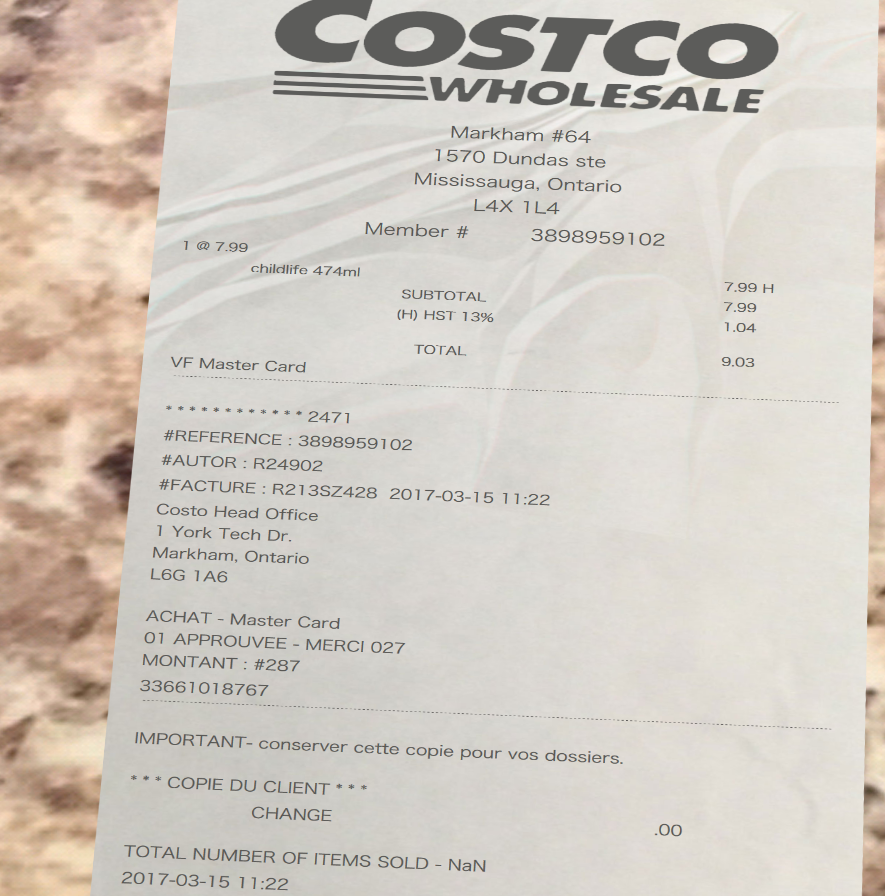 COSTCO
WHOLESALE
Markham #64
1570 Dundas ste
Mississauga, Ontario
L4X 1L4
Member # 3898959102
1 @ 7.99
childlife 474ml 7.99 H
SUBTOTAL 7.99
(H) HST 13% 1.04
TOTAL 9.03
VF Master Card
************2471
#REFERENCE : 3898959102
#AUTOR : R24902
#FACTURE : R213SZ428 2017-03-15 11:22
Costo Head Office
1 York Tech Dr.
Markham, Ontario
L6G 1A6
ACHAT - Master Card
01 APPROUVEE - MERCI 027
MONTANT : #287
33661018767
IMPORTANT- conserver cette copie pour vos dossiers.
*** COPIE DU CLIENT ***
CHANGE .00
TOTAL NUMBER OF ITEMS SOLD - NaN
2017-03-15 11:22